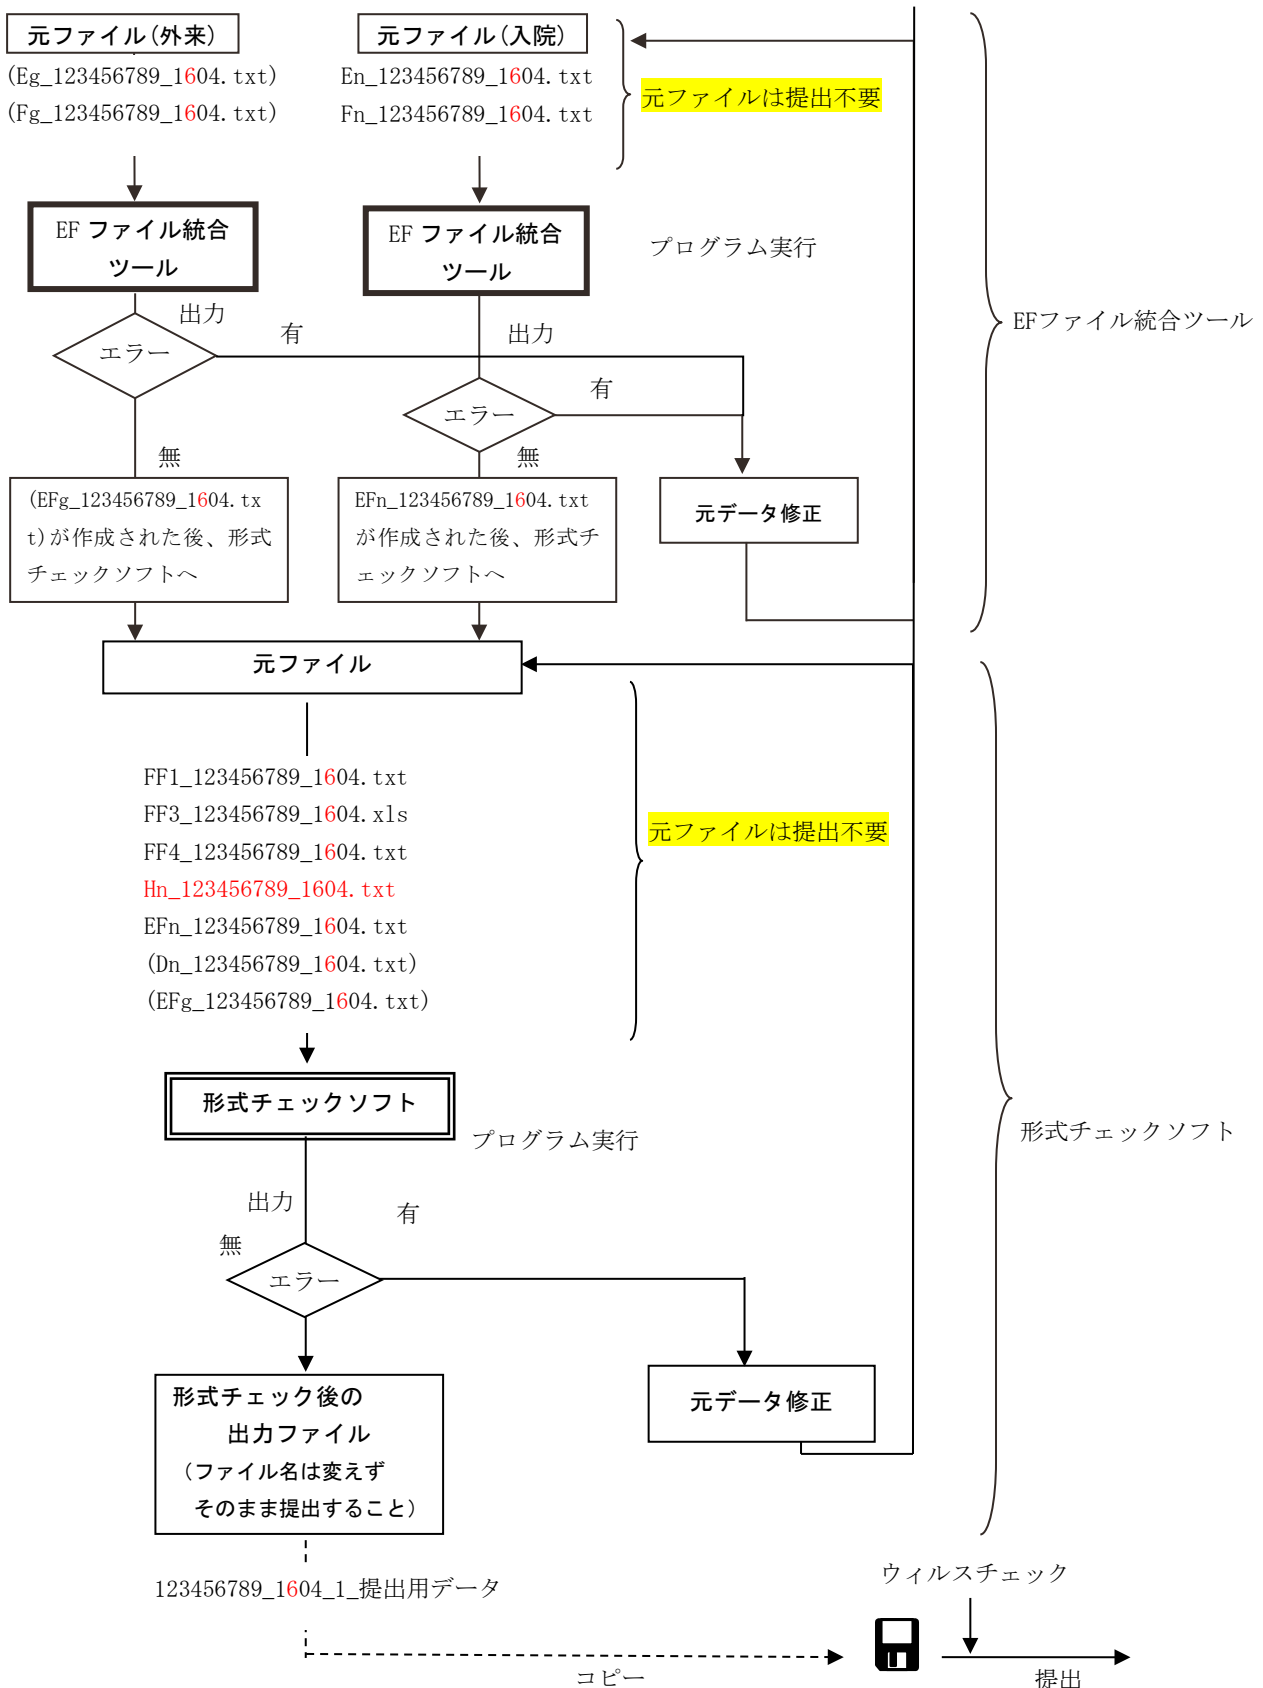 元ファイル(外来)
(Eg_123456789_1604.txt)
(Fg_123456789_1604.txt)
元ファイル(入院)
En_123456789_1604.txt
Fn_123456789_1604.txt
元ファイルは提出不要
EF ファイル統合
ツール
EF ファイル統合
ツール
プログラム実行
出力
有
エラー
出力
有
エラー
EFファイル統合ツール
無
無
(EFg_123456789_1604.tx
t)が作成された後、形式
チェックソフトへ
EFn_123456789_1604.txt
が作成された後、形式チ
ェックソフトへ
元データ修正
元ファイル
FF1_123456789_1604.txt
FF3_123456789_1604.xls
FF4_123456789_1604.txt
Hn_123456789_1604.txt
EFn_123456789_1604.txt
(Dn_123456789_1604.txt)
(EFg_123456789_1604.txt)
元ファイルは提出不要
形式チェックソフト
プログラム実行
形式チェックソフト
出力
有
無
エラー
形式チェック後の
出力ファイル
(ファイル名は変えず
そのまま提出すること)
元データ修正
123456789_1604_1_提出用データ
ウィルスチェック
コピー
提出